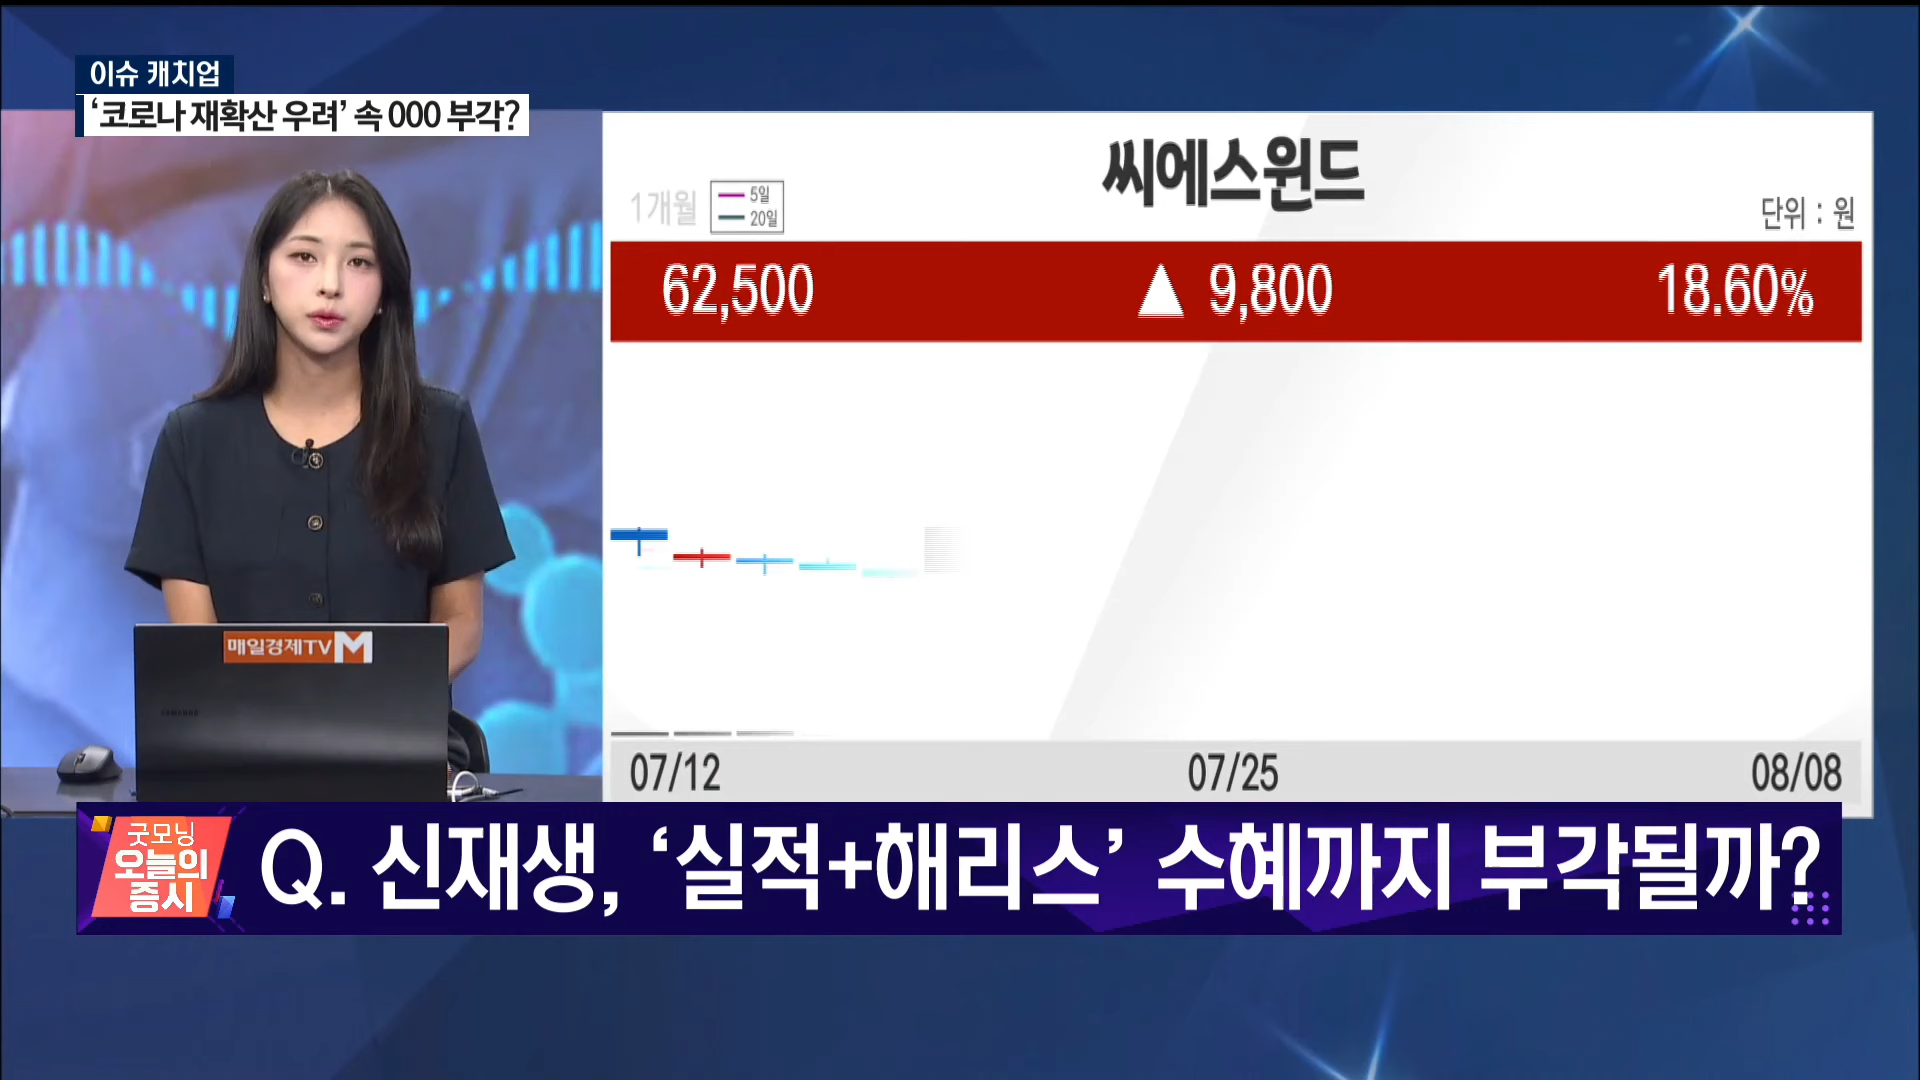 이슈 캐치업
‘코로나 재확산 우려’ 속 000 부각?
씨에스윈드
1개월
5일
20일
단위 : 원
62,500 ▲ 9,800 18.60%
매일경제TV M
SAMSUNG
07/12 07/25 08/08
굿모닝
오늘의
증시
Q. 신재생, ‘실적+해리스’ 수혜까지 부각될까?